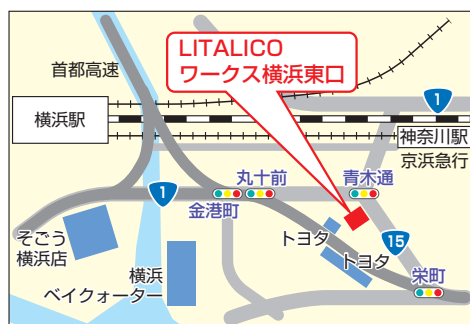 LITALICO
ワークス横浜東口
首都高速
1
横浜駅
神奈川駅
京浜急行
丸十前
青木通
1
金港町
そごう
横浜店
トヨタ
15
トヨタ
横浜
ベイクォーター
栄町